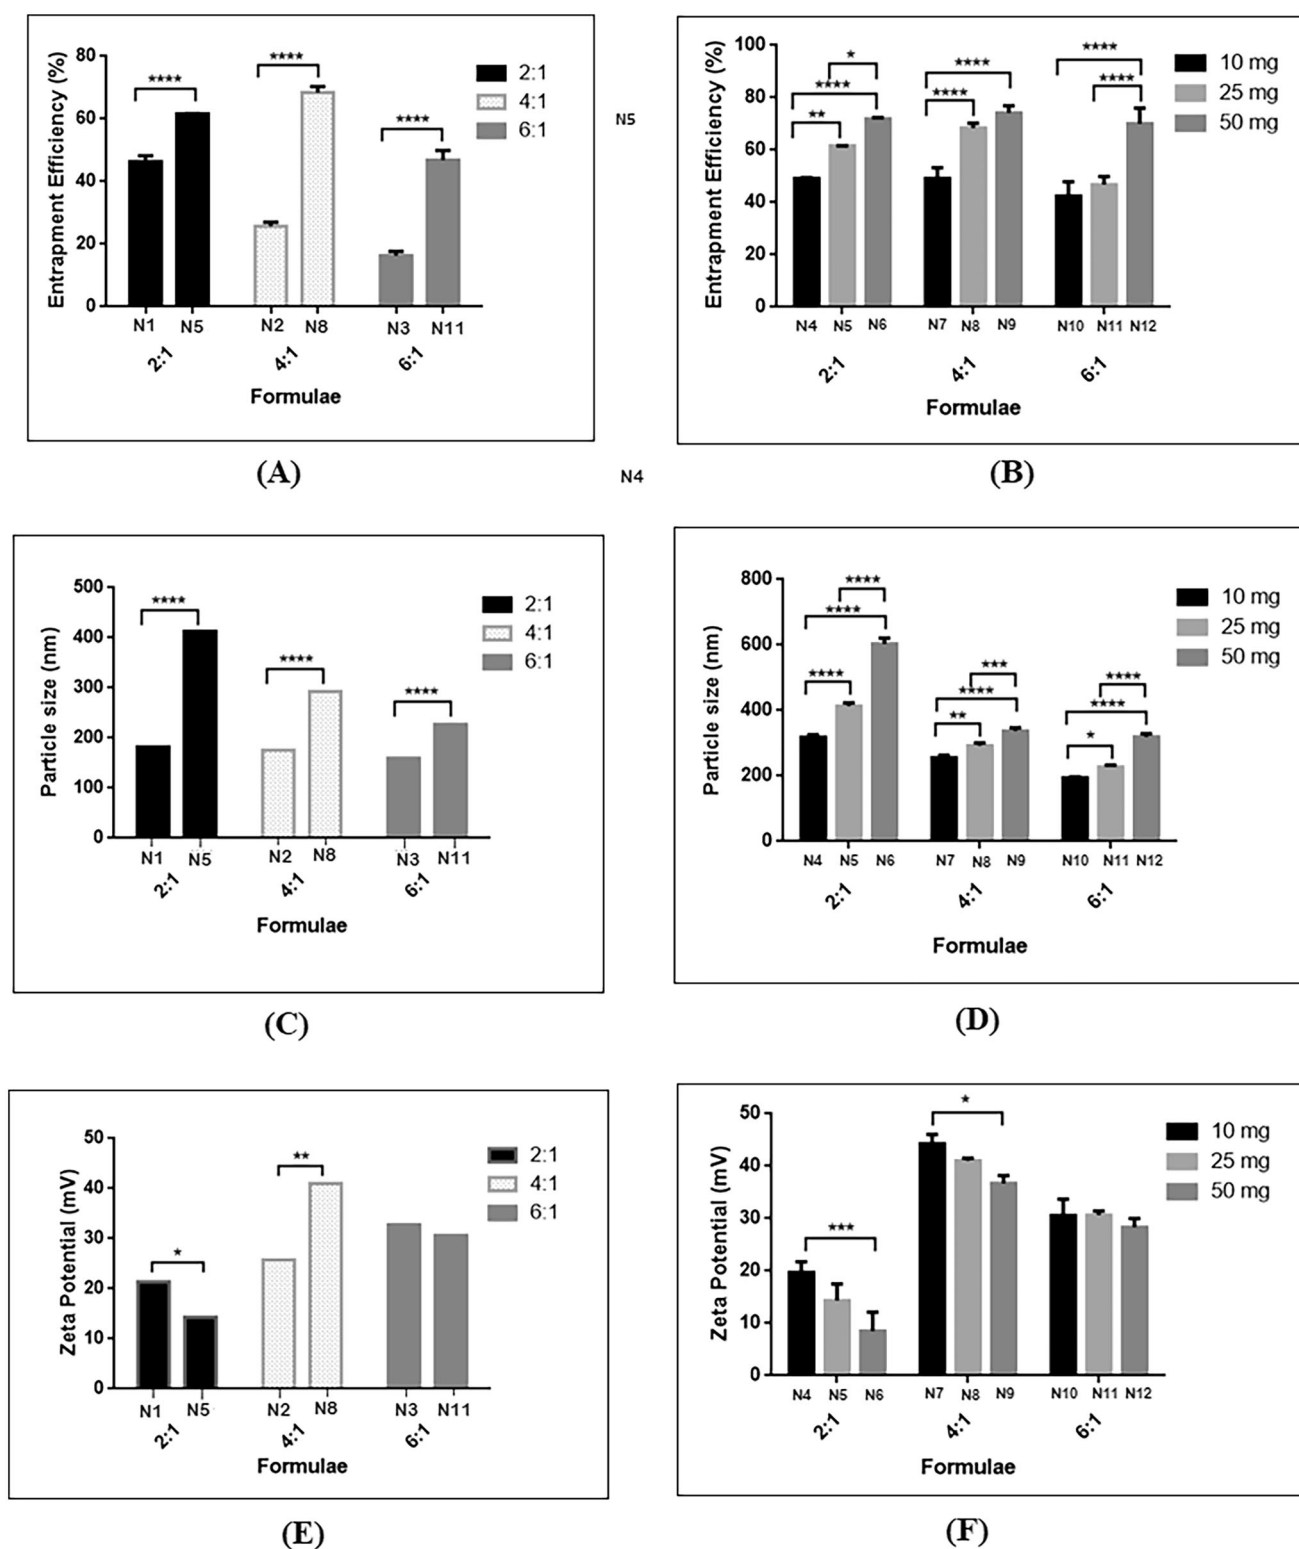 Entrapment Efficiency (%)
80
60
40
20
0
****
****
****
2:1
4:1
6:1
N1 N5 N2 N8 N3 N11
2:1 4:1 6:1
Formulae
(A)
N5
Entrapment Efficiency (%)
100
80
60
40
20
0
*
****
**
****
****
****
****
10 mg
25 mg
50 mg
N4 N5 N6 N7 N8 N9 N10 N11 N12
2:1 4:1 6:1
Formulae
(B)
N4
Particle size (nm)
500
400
300
200
100
0
****
****
****
2:1
4:1
6:1
N1 N5 N2 N8 N3 N11
2:1 4:1 6:1
Formulae
(C)
Particle size (nm)
800
600
400
200
0
****
****
****
***
****
**
****
****
*
10 mg
25 mg
50 mg
N4 N5 N6 N7 N8 N9 N10 N11 N12
2:1 4:1 6:1
Formulae
(D)
Zeta Potential (mV)
50
40
30
20
10
0
*
**
2:1
4:1
6:1
N1 N5 N2 N8 N3 N11
2:1 4:1 6:1
Formulae
(E)
Zeta Potential (mV)
50
40
30
20
10
0
***
*
10 mg
25 mg
50 mg
N4 N5 N6 N7 N8 N9 N10 N11 N12
2:1 4:1 6:1
Formulae
(F)